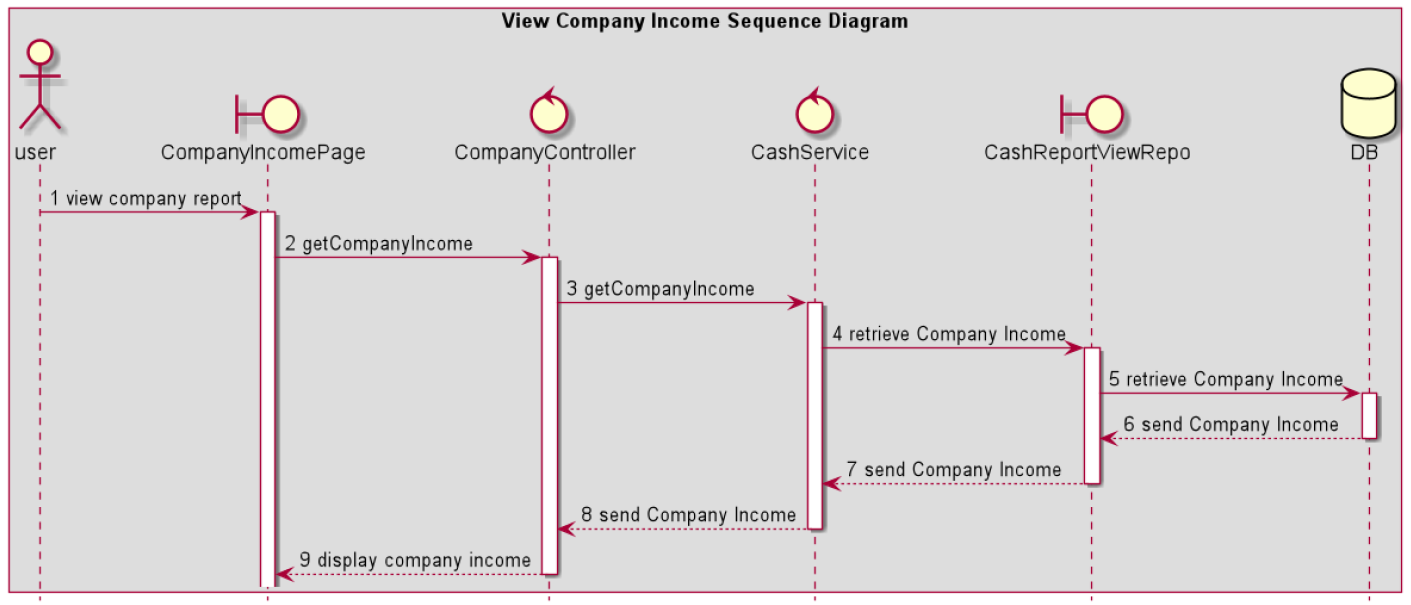 View Company Income Sequence Diagram
user
CompanyIncomePage
CompanyController
CashService
CashReportViewRepo
DB
1 view company report
2 getCompanyIncome
3 getCompanyIncome
4 retrieve Company Income
5 retrieve Company Income
6 send Company Income
7 send Company Income
8 send Company Income
9 display company income